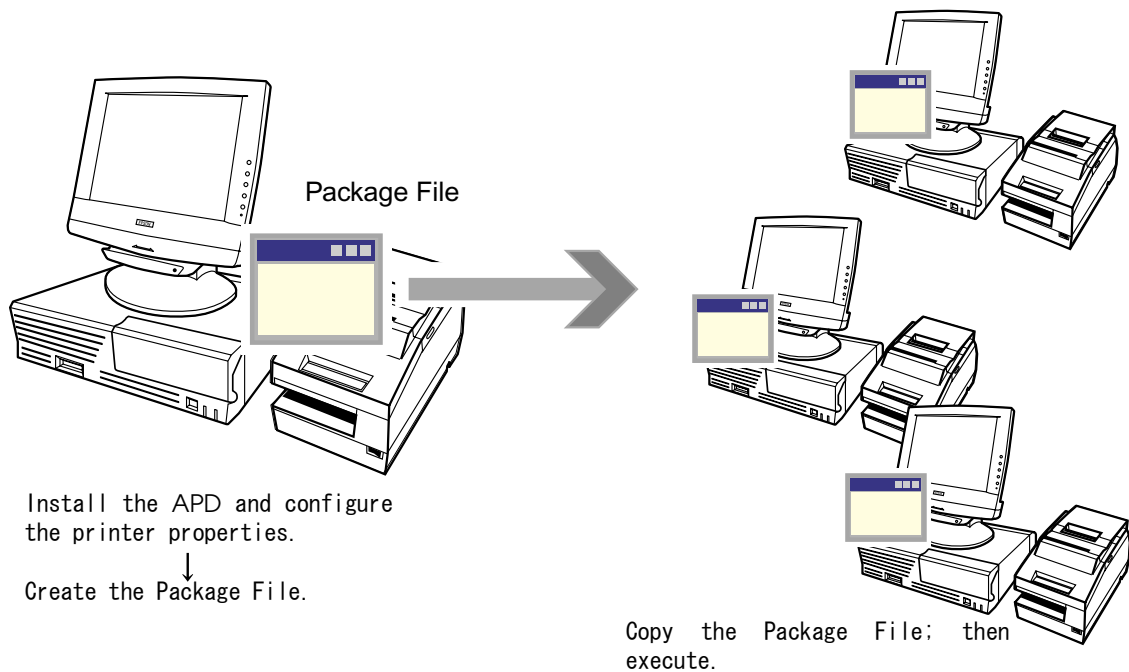 Package File
Install the APD and configure
the printer properties.
↓
Create the Package File.
Copy the Package File; then
execute.